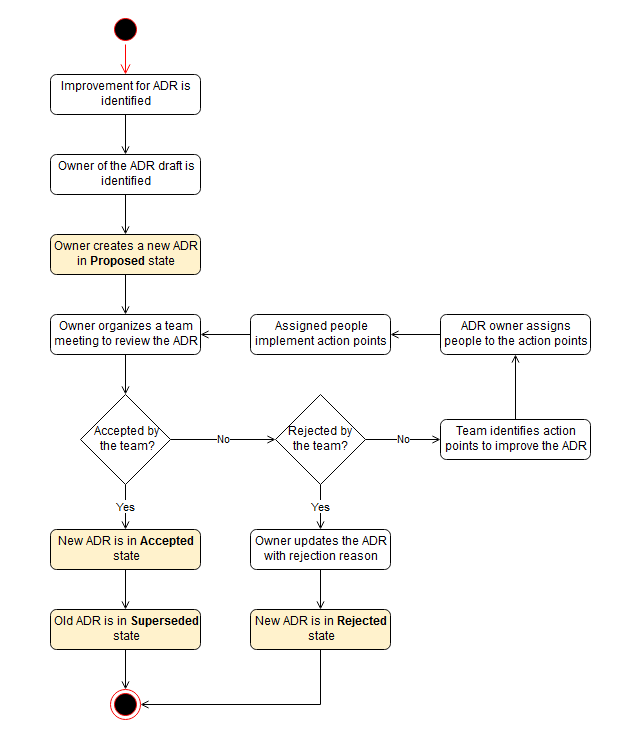 Improvement for ADR is
identified
Owner of the ADR draft is
identified
Owner creates a new ADR
in Proposed state
Owner organizes a team
meeting to review the ADR
Assigned people
implement action points
ADR owner assigns
people to the action points
Accepted by
the team?
No
Rejected by
the team?
No
Team identifies action
points to improve the ADR
Yes
Yes
New ADR is in Accepted
state
Owner updates the ADR
with rejection reason
Old ADR is in Superseded
state
New ADR is in Rejected
state